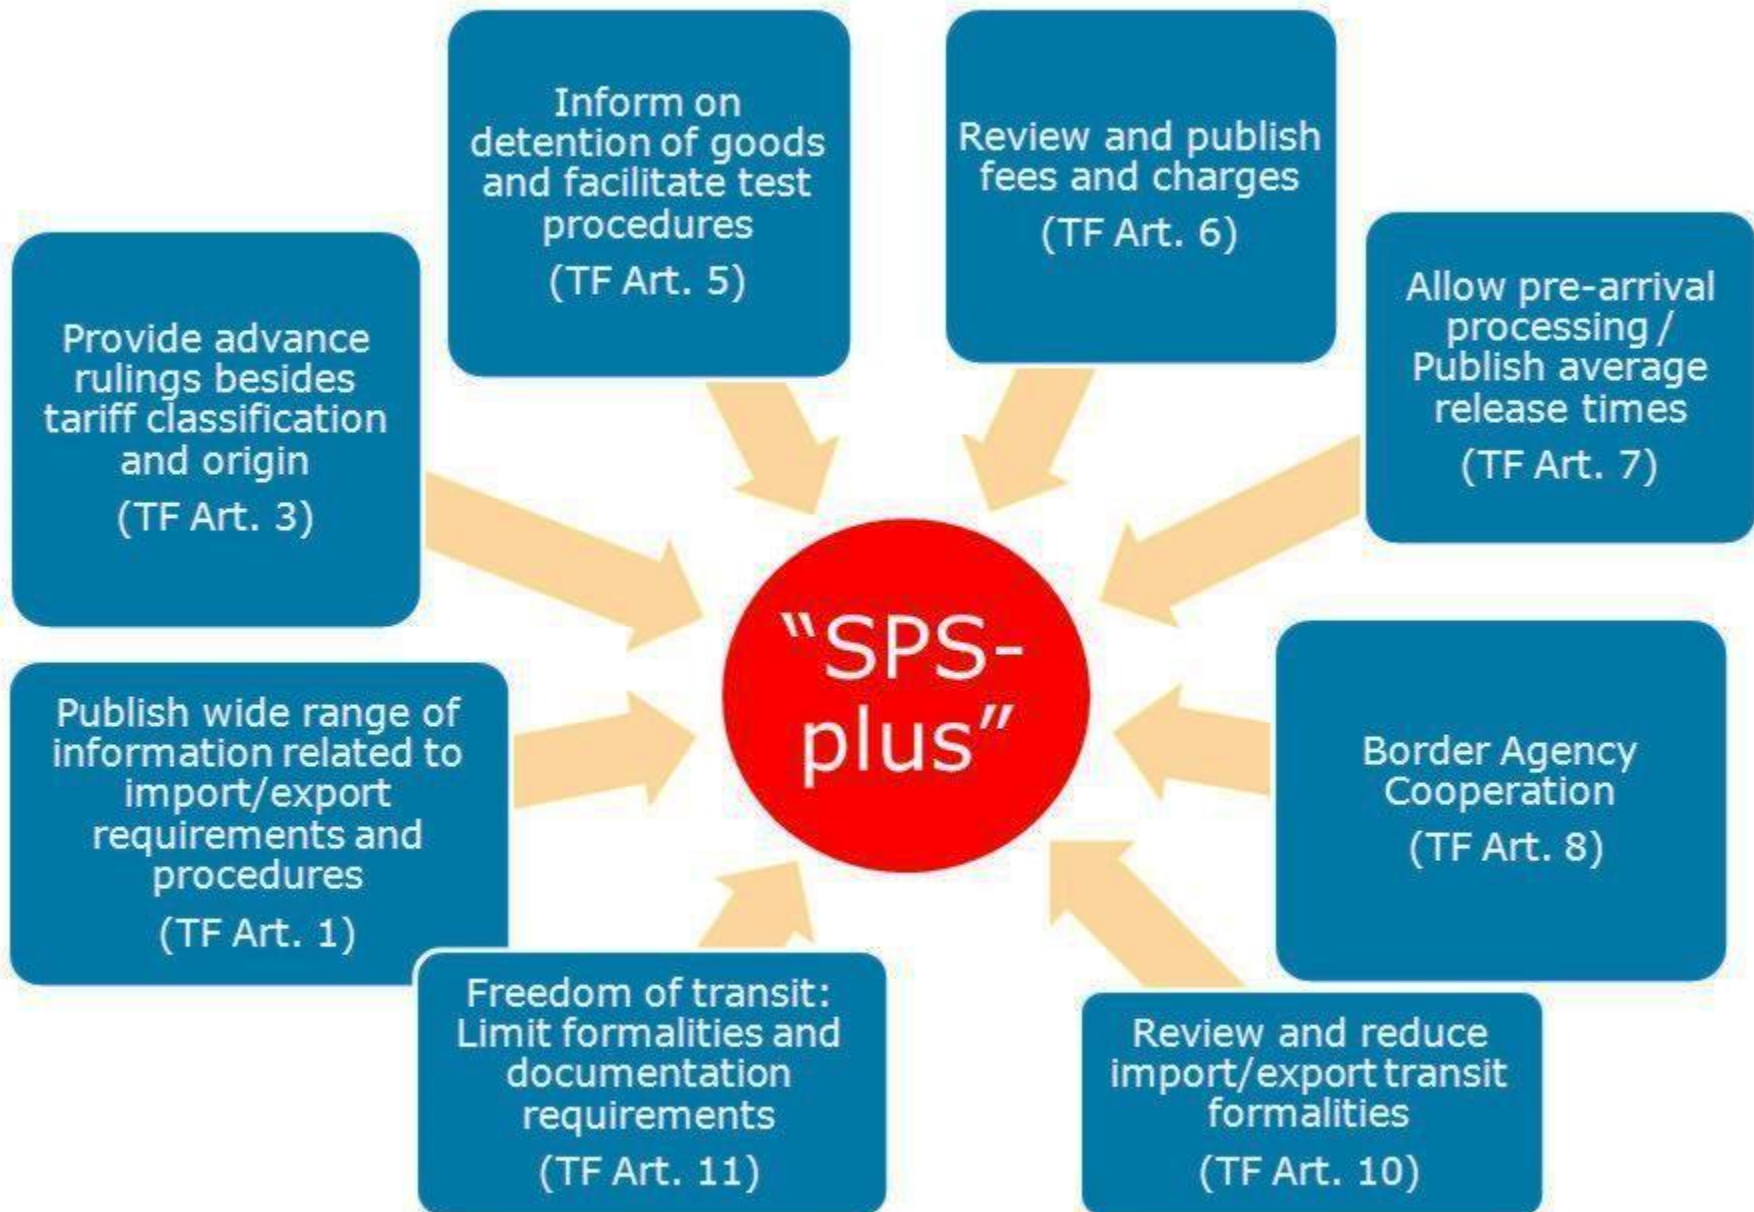 Inform on
detention of goods
and facilitate test
procedures
(TF Art. 5)
Review and publish
fees and charges
(TF Art. 6)
Allow pre-arrival
processing /
Publish average
release times
(TF Art. 7)
Provide advance
rulings besides
tariff classification
and origin
(TF Art. 3)
“SPS-
plus”
Publish wide range of
information related to
import/export
requirements and
procedures
(TF Art. 1)
Border Agency
Cooperation
(TF Art. 8)
Freedom of transit:
Limit formalities and
documentation
requirements
(TF Art. 11)
Review and reduce
import/export transit
formalities
(TF Art. 10)